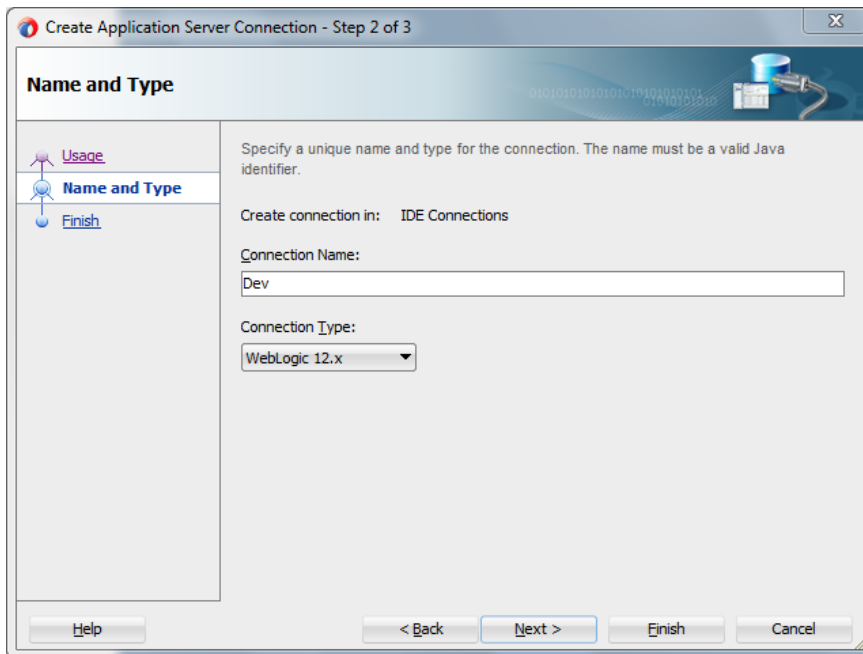 Create Application Server Connection - Step 2 of 3
Name and Type
0101010101010101010101010101
01010101010
Usage
Name and Type
Finish
Specify a unique name and type for the connection. The name must be a valid Java
identifier.
Create connection in: IDE Connections
Connection Name:
Dev
Connection Type:
WebLogic 12.x
Help
< Back
Next >
Finish
Cancel